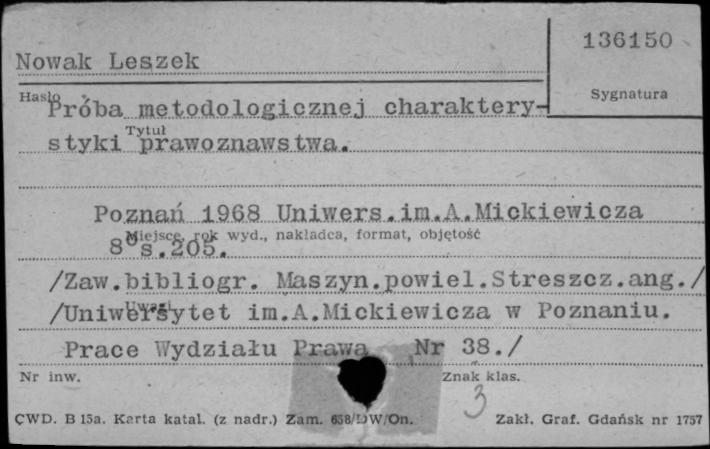 136150
Nowak Leszek
Hasło
Sygnatura
Próba metodologicznej charaktery-
Tytuł
styki prawoznawstwa.
Poznań 1968 Uniwers.im.A.Mickiewicza
Miejsce, rok wyd., nakładca, format, objętość
8° s.205.
/Zaw.bibliogr. Maszyn.powiel.Streszcz.ang./
Uwagi
/Uniwersytet im.A.Mickiewicza w Poznaniu.
Prace Wydziału Prawa Nr 38./
Nr inw.
Znak klas.
3
CWD. B 15a. Karta katal. (z nadr.) Zam. 658/DW/On.
Zakł. Graf. Gdańsk nr 1757